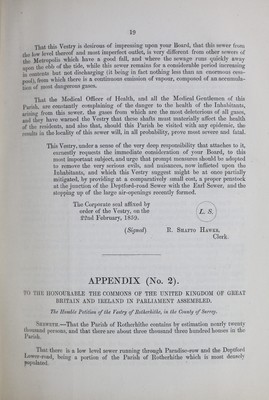 19
That this Vestry is desirous of impressing upon your Board, that this sewer from
the low level thereof and most imperfect outlet, is very different from other sewers of
the Metropolis which have a good fall, and where the sewage runs quickly away
upon the ebb of the tide, while this sewer remains for a considerable period increasing
in contents but not discharging (it being in fact nothing less than an enormous cess-
pool), from which there is a continuous emission of vapour, composed of an accumula-
tion of most dangerous gases.
That the Medical Officer of Health, and all the Medical Gentlemen of this
Parish, are constantly complaining of the danger to the health of the Inhabitants,
arising from this sewer, the gases from which are the most deleterious of all gases,
and they have warned the Vestry that these shafts must materially affect the health
of the residents, and also that, should this Parish be visited with any epidemic, the
results in the locality of this sewer will, in all probability, prove most severe and fatal.
This Vestry, under a sense of the very deep responsibility that attaches to it,
earnestly requests the immediate consideration of your Board, to this
most important subject, and urge that prompt measures should be adopted
to remove the very serious evils, and nuisances, now inflicted upon the
Inhabitants, and which this Vestry suggest might be at once partially
mitigated, by providing at a comparatively small cost, a proper penstock
at the junction of the Deptford-road Sewer with the Earl Sewer, and the
stopping up of the large air-openings recently formed.
The Corporate seal affixed by
order of the Vestry, on the
22nd February, 1859.
L. S.
(Signed) R. Shafto Hawks,
Clerk.
APPENDIX (No. 2).
TO THE HONOURABLE THE COMMONS OF THE UNITED KINGDOM OF GREAT
BRITAIN AND IRELAND IN PARLIAMENT ASSEMBLED.
The Humble Petition of the Vestry of Rotherhithe, in the County of Surrey.
Sheweth.—That the Parish of Rotherhithe contains by estimation nearly twenty
thousand persons, and that there are about three thousand three hundred houses in the
Parish.
That there is a low level sewer running through Paradise-row and the Deptford
Lower-road, being a portion of the Parish of Rotherhithe which is most densely
populated.